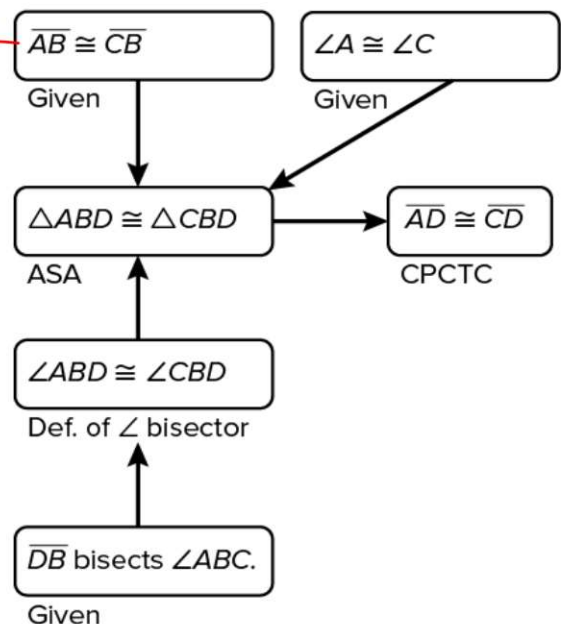 AB ≅ CB
Given
∠A ≅ ∠C
Given
△ABD ≅ △CBD
ASA
AD ≅ CD
CPCTC
∠ABD ≅ ∠CBD
Def. of ∠ bisector
DB bisects ∠ABC.
Given